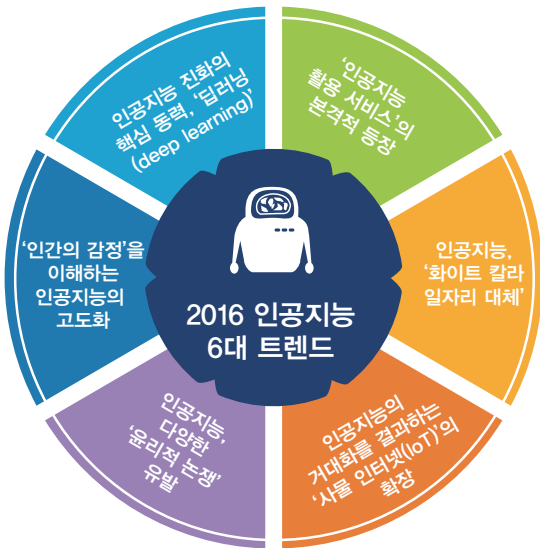 2016 인공지능
6대 트렌드
인공지능 진화의
핵심 동력, ‘딥러닝
(deep learning)’
‘인공지능
활용 서비스’의
본격적 등장
인공지능,
‘화이트 칼라
일자리 대체’
인공지능의
거대화를 결과하는
‘사물 인터넷(IoT)’의
확장
인공지능,
다양한
‘윤리적 논쟁’
유발
‘인간의 감정’을
이해하는
인공지능의
고도화